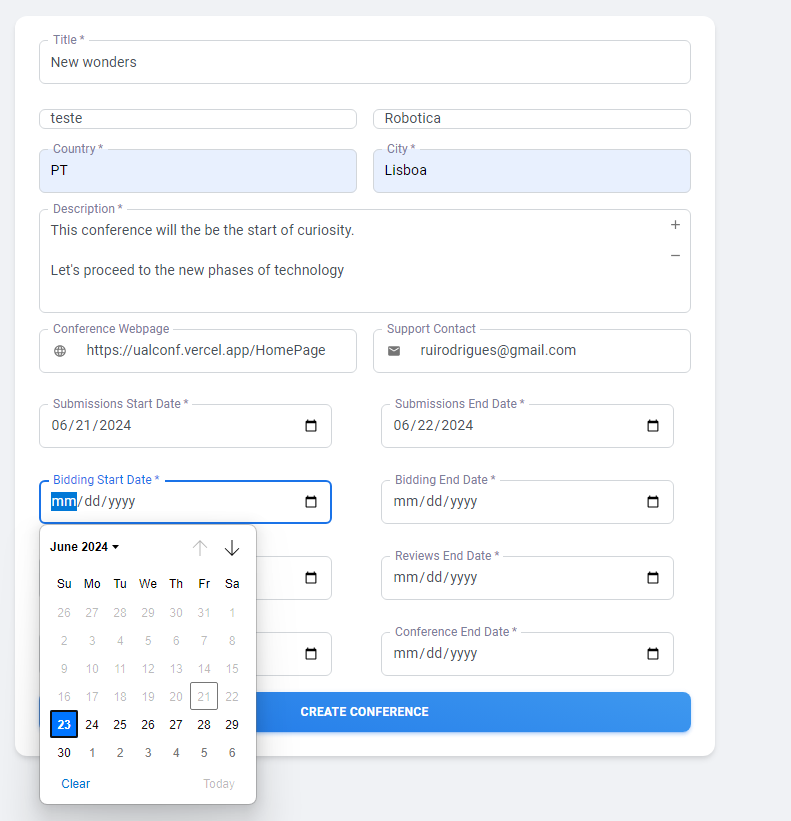 Title *
New wonders
teste
Robotica
Country *
City *
PT
Lisboa
Description *
This conference will the be the start of curiosity.
Let's proceed to the new phases of technology
Conference Webpage
Support Contact
https://ualconf.vercel.app/HomePage
ruirodrigues@gmail.com
Submissions Start Date *
Submissions End Date *
06/21/2024
06/22/2024
Bidding Start Date *
Bidding End Date *
mm/dd/yyyy
mm/dd/yyyy
June 2024
Reviews End Date *
mm/dd/yyyy
Su Mo Tu We Th Fr Sa
26 27 28 29 30 31 1
2 3 4 5 6 7 8
Conference End Date *
mm/dd/yyyy
9 10 11 12 13 14 15
16 17 18 19 20 21 22
23 24 25 26 27 28 29
30 1 2 3 4 5 6
Clear Today
CREATE CONFERENCE